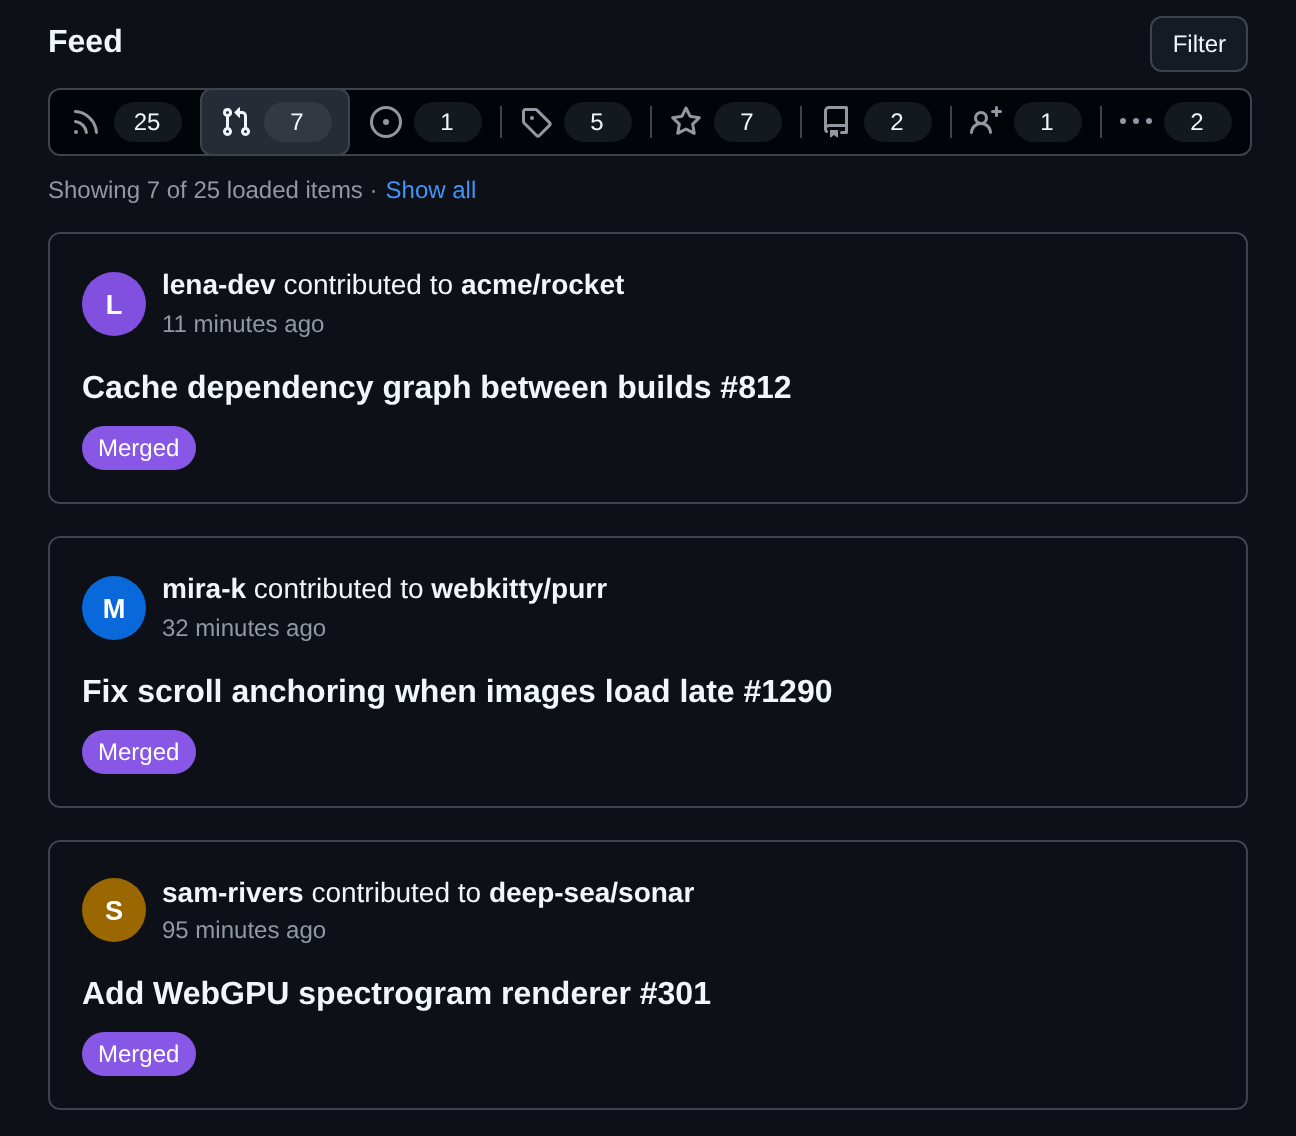 Feed
Filter
25 7 1 5 7 2 1 2
Showing 7 of 25 loaded items · Show all
L
lena-dev contributed to acme/rocket
11 minutes ago
Cache dependency graph between builds #812
Merged
M
mira-k contributed to webkitty/purr
32 minutes ago
Fix scroll anchoring when images load late #1290
Merged
S
sam-rivers contributed to deep-sea/sonar
95 minutes ago
Add WebGPU spectrogram renderer #301
Merged